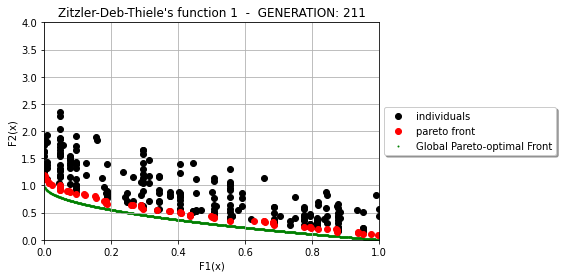 Zitzler-Deb-Thiele's function 1 - GENERATION: 211
4.0
3.5
3.0
2.5
2.0
1.5
1.0
0.5
0.0
F2(x)
0.0 0.2 0.4 0.6 0.8 1.0
F1(x)
individuals
pareto front
Global Pareto-optimal Front